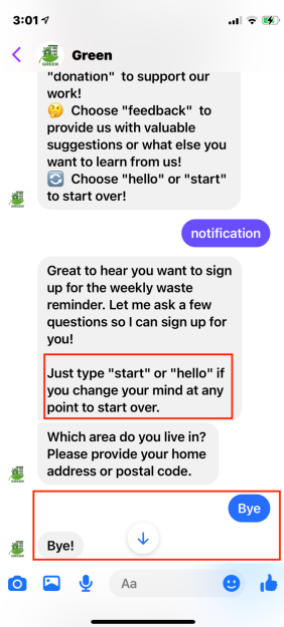 3:01
Green
"donation" to support our
work!
🤔 Choose "feedback" to
provide us with valuable
suggestions or what else you
want to learn from us!
🔄 Choose "hello" or "start"
to start over!
notification
Great to hear you want to sign
up for the weekly waste
reminder. Let me ask a few
questions so I can sign up for
you!
Just type "start" or "hello" if
you change your mind at any
point to start over.
Which area do you live in?
Please provide your home
address or postal code.
Bye
Bye!
Aa